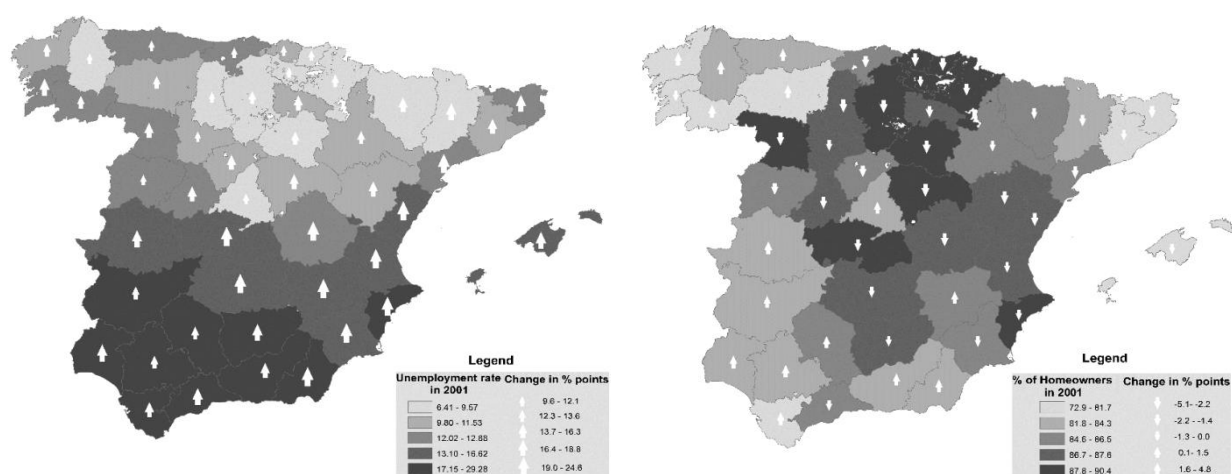 Legend
Unemployment rate in 2001 Change in % points
6.41 - 9.57 9.6 - 12.1
9.80 - 11.53 12.3 - 13.6
12.02 - 12.88 13.7 - 16.3
13.10 - 16.62 16.4 - 18.8
17.15 - 29.28 19.0 - 24.6
Legend
% of Homeowners in 2001 Change in % points
72.9 - 81.7 -5.1 - -2.2
81.8 - 84.3 -2.2 - -1.4
84.6 - 86.5 -1.3 - 0.0
86.7 - 87.6 0.1 - 1.5
87.8 - 90.4 1.6 - 4.8